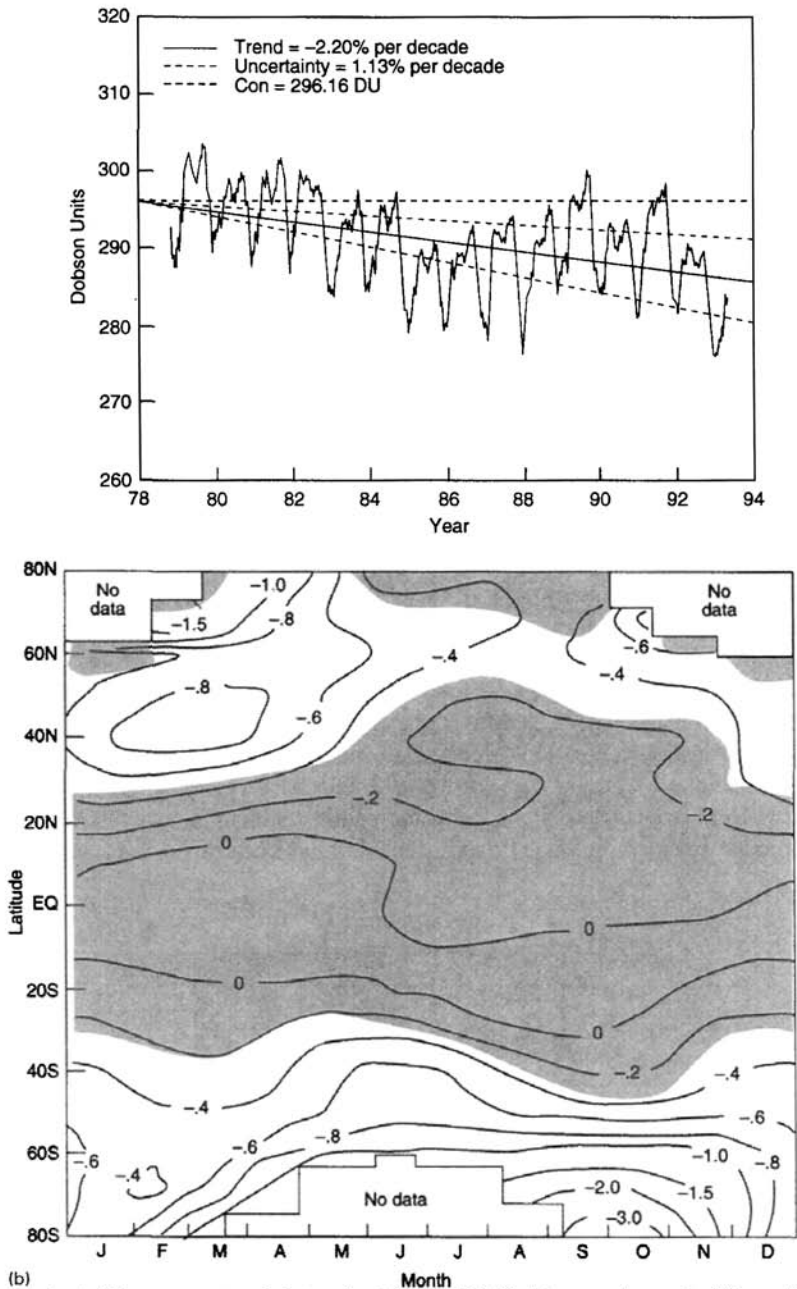 320
310
300
290
280
270
260
Dobson Units
Trend = −2.20% per decade
Uncertainty = 1.13% per decade
Con = 296.16 DU
78 80 82 84 86 88 90 92 94
Year
80N
60N
40N
20N
EQ
20S
40S
60S
80S
Latitude
No data
No data
−1.0
−1.5
−.8
−.6
−.4
−.4
−.8
−.6
−.2
−.2
0
0
0
0
−.2
−.4
−.4
−.6
−.6
−.8
−.6
−.4
−1.0
−.8
−2.0
−1.5
−3.0
No data
J F M A M J J A S O N D
Month
(b)